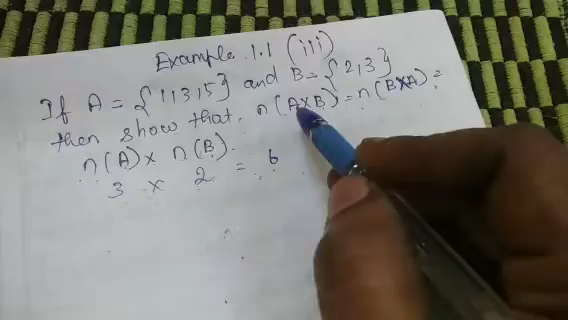 Example 1.1 (iii)
If A = {1,3,5} and B = {2,3}
then show that n(A×B) = n(B×A) =
n(A) × n(B).
3 × 2 = 6